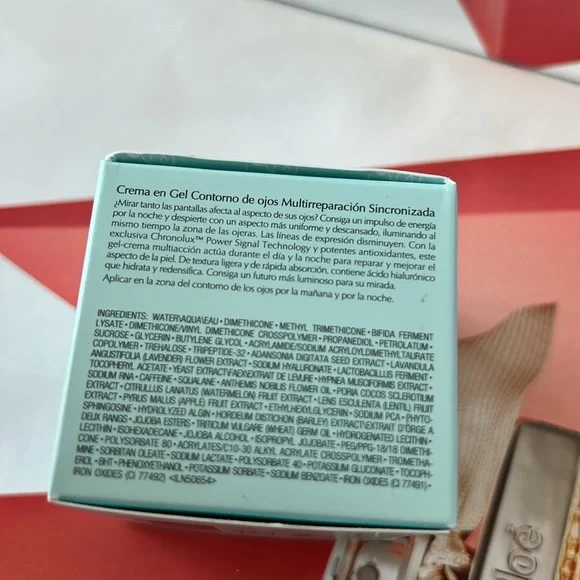 Crema en Gel Contorno de ojos Multirreparación Sincronizada
¿Mirar tanto las pantallas afecta al aspecto de sus ojos? Consiga un impulso de energía
por la noche y despierte con un aspecto más uniforme y descansado, iluminando al
mismo tiempo la zona de las ojeras. Las líneas de expresión disminuyen. Con la
exclusiva Chronolux™ Power Signal Technology y potentes antioxidantes, este
gel-crema multiacción actúa durante el día y la noche para reparar y mejorar el
aspecto de la piel. De textura ligera y de rápida absorción, contiene ácido hialurónico
que hidrata y redensifica. Consiga un futuro más luminoso para su mirada.
Aplicar en la zona del contorno de los ojos por la mañana y por la noche.
INGREDIENTS: WATER\AQUA\EAU • DIMETHICONE • METHYL TRIMETHICONE • BIFIDA FERMENT
LYSATE • DIMETHICONE/VINYL DIMETHICONE CROSSPOLYMER • PROPANEDIOL • PETROLATUM •
SUCROSE • GLYCERIN • BUTYLENE GLYCOL • ACRYLAMIDE/SODIUM ACRYLOYLDIMETHYLTAURATE
COPOLYMER • TREHALOSE • TRIPEPTIDE-32 • ADANSONIA DIGITATA SEED EXTRACT • LAVANDULA
ANGUSTIFOLIA (LAVENDER) FLOWER EXTRACT • SODIUM HYALURONATE • LACTOBACILLUS FERMENT •
TOCOPHERYL ACETATE • YEAST EXTRACT\FAEX\EXTRAIT DE LEVURE • HYPNEA MUSCIFORMIS EXTRACT •
SODIUM RNA • CAFFEINE • SQUALANE • ANTHEMIS NOBILIS FLOWER OIL • PORIA COCOS SCLEROTIUM
EXTRACT • CITRULLUS LANATUS (WATERMELON) FRUIT EXTRACT • LENS ESCULENTA (LENTIL) FRUIT
EXTRACT • PYRUS MALUS (APPLE) FRUIT EXTRACT • ETHYLHEXYLGLYCERIN • SODIUM PCA • PHYTO-
SPHINGOSINE • HYDROLYZED ALGIN • HORDEUM DISTICHON (BARLEY) EXTRACT\EXTRAIT D'ORGE À
DEUX RANGS • JOJOBA ESTERS • TRITICUM VULGARE (WHEAT) GERM OIL • HYDROGENATED LECITHIN •
LECITHIN • ISOHEXADECANE • JOJOBA ALCOHOL • ISOPROPYL JOJOBATE • PEG/PPG-18/18 DIMETHI-
CONE • POLYSORBATE 80 • ACRYLATES/C10-30 ALKYL ACRYLATE CROSSPOLYMER • TROMETHA-
MINE • SORBITAN OLEATE • SODIUM LACTATE • POLYSORBATE 40 • POTASSIUM GLUCONATE • TOCOPH-
EROL • BHT • PHENOXYETHANOL • POTASSIUM SORBATE • SODIUM BENZOATE • IRON OXIDES (CI 77491) •
IRON OXIDES (CI 77492) <ILN50654>
loé